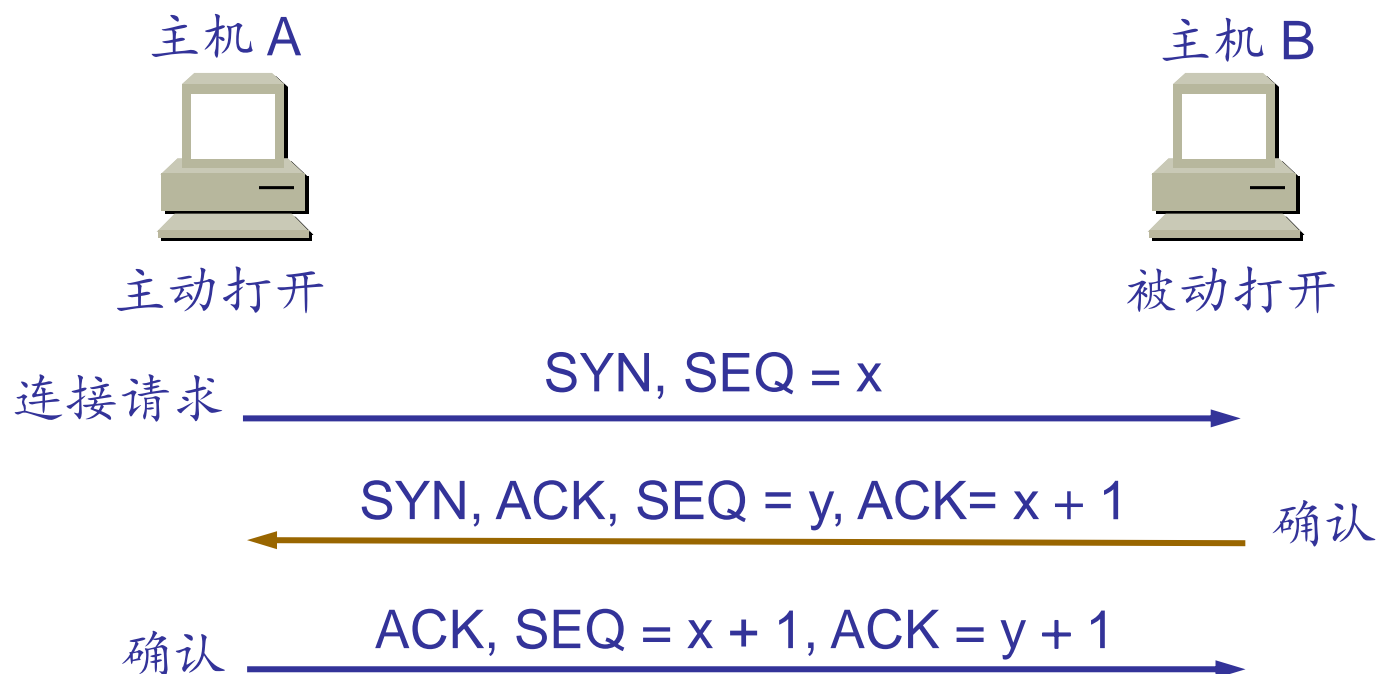 主机 A
主机 B
主动打开
被动打开
连接请求
SYN, SEQ = x
SYN, ACK, SEQ = y, ACK= x + 1
确认
确认
ACK, SEQ = x + 1, ACK = y + 1